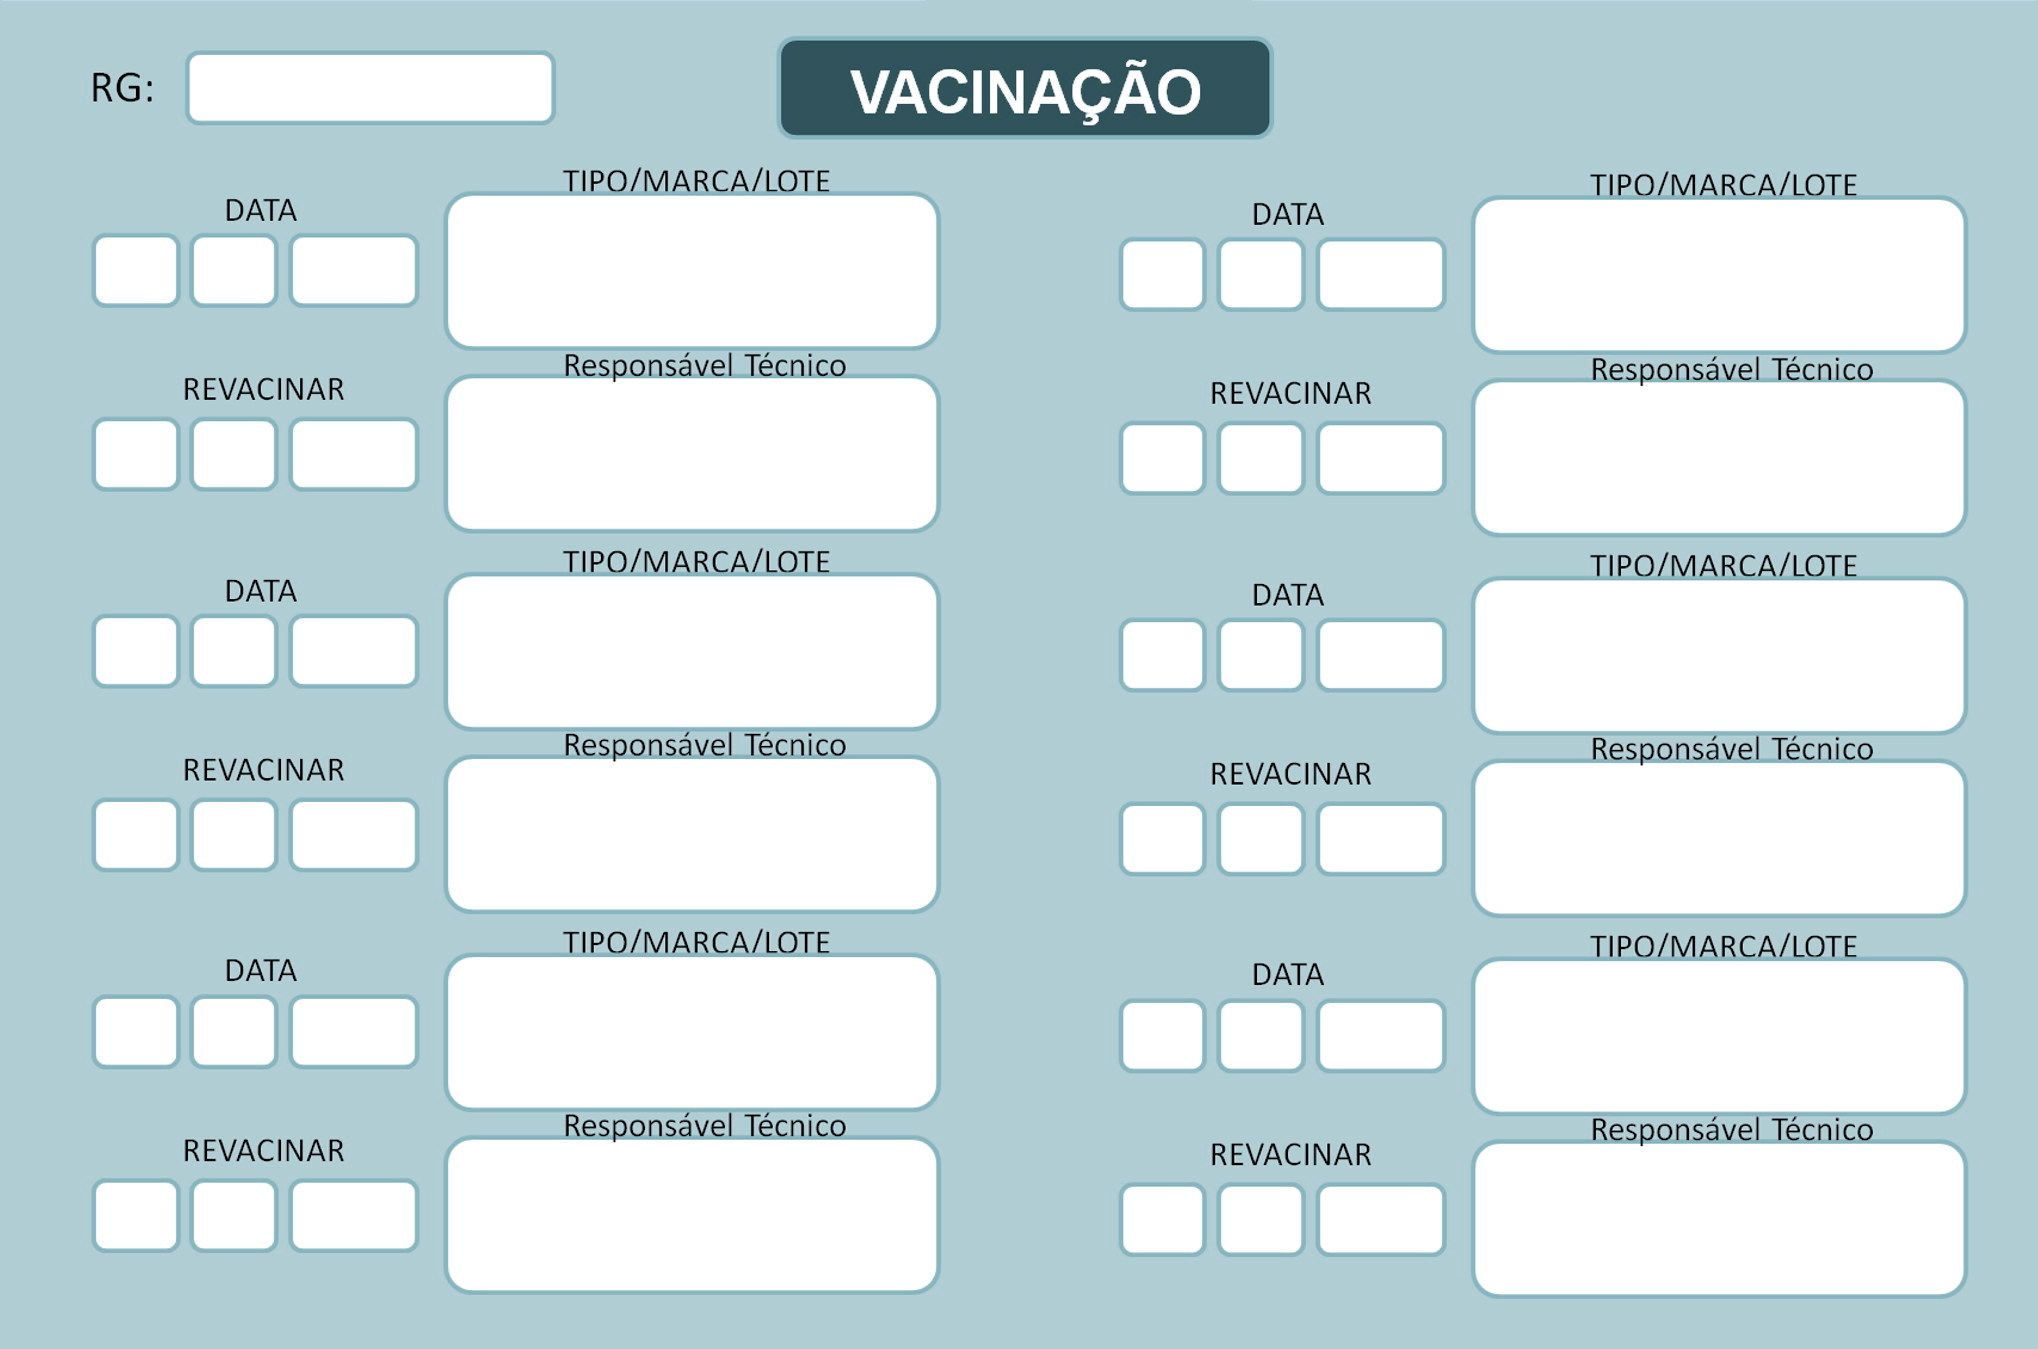 RG:
VACINAÇÃO
TIPO/MARCA/LOTE
DATA
Responsável Técnico
REVACINAR
TIPO/MARCA/LOTE
DATA
Responsável Técnico
REVACINAR
TIPO/MARCA/LOTE
DATA
Responsável Técnico
REVACINAR
TIPO/MARCA/LOTE
DATA
Responsável Técnico
REVACINAR
TIPO/MARCA/LOTE
DATA
Responsável Técnico
REVACINAR
TIPO/MARCA/LOTE
DATA
Responsável Técnico
REVACINAR